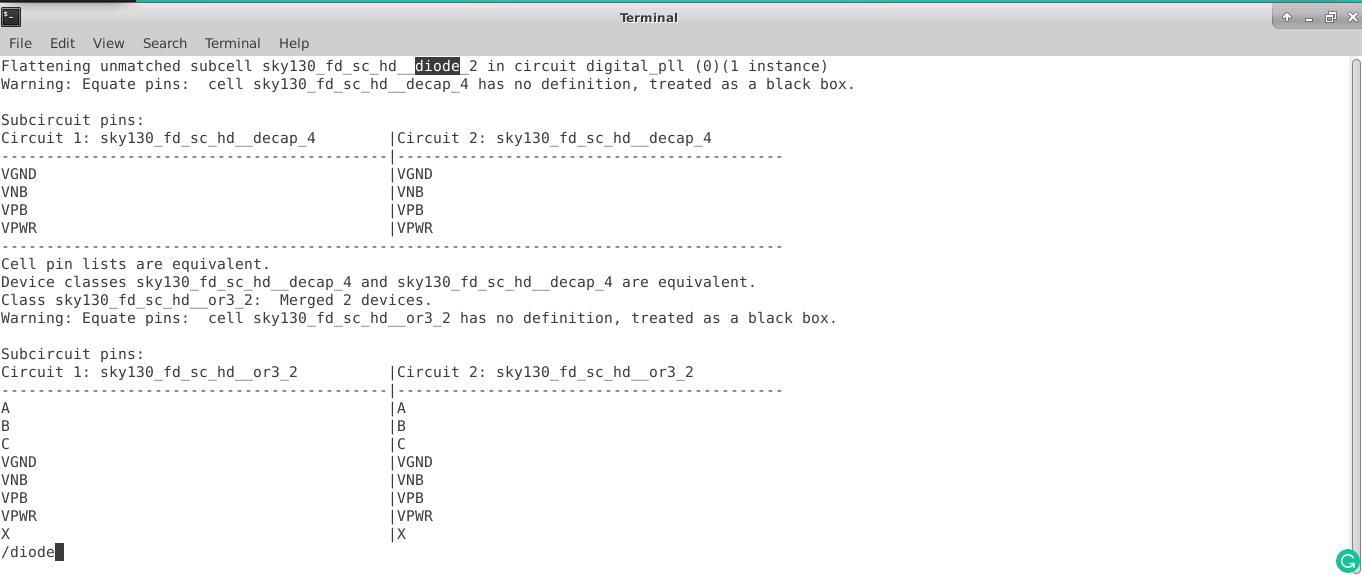 Terminal
File Edit View Search Terminal Help
Flattening unmatched subcell sky130_fd_sc_hd__diode_2 in circuit digital_pll (0)(1 instance)
Warning: Equate pins:  cell sky130_fd_sc_hd__decap_4 has no definition, treated as a black box.
Subcircuit pins:
Circuit 1: sky130_fd_sc_hd__decap_4        |Circuit 2: sky130_fd_sc_hd__decap_4
-------------------------------------------|-------------------------------------------
VGND                                       |VGND
VNB                                        |VNB
VPB                                        |VPB
VPWR                                       |VPWR
---------------------------------------------------------------------------------------
Cell pin lists are equivalent.
Device classes sky130_fd_sc_hd__decap_4 and sky130_fd_sc_hd__decap_4 are equivalent.
Class sky130_fd_sc_hd__or3_2:  Merged 2 devices.
Warning: Equate pins:  cell sky130_fd_sc_hd__or3_2 has no definition, treated as a black box.
Subcircuit pins:
Circuit 1: sky130_fd_sc_hd__or3_2          |Circuit 2: sky130_fd_sc_hd__or3_2
-------------------------------------------|-------------------------------------------
A                                          |A
B                                          |B
C                                          |C
VGND                                       |VGND
VNB                                        |VNB
VPB                                        |VPB
VPWR                                       |VPWR
X                                          |X
/diode